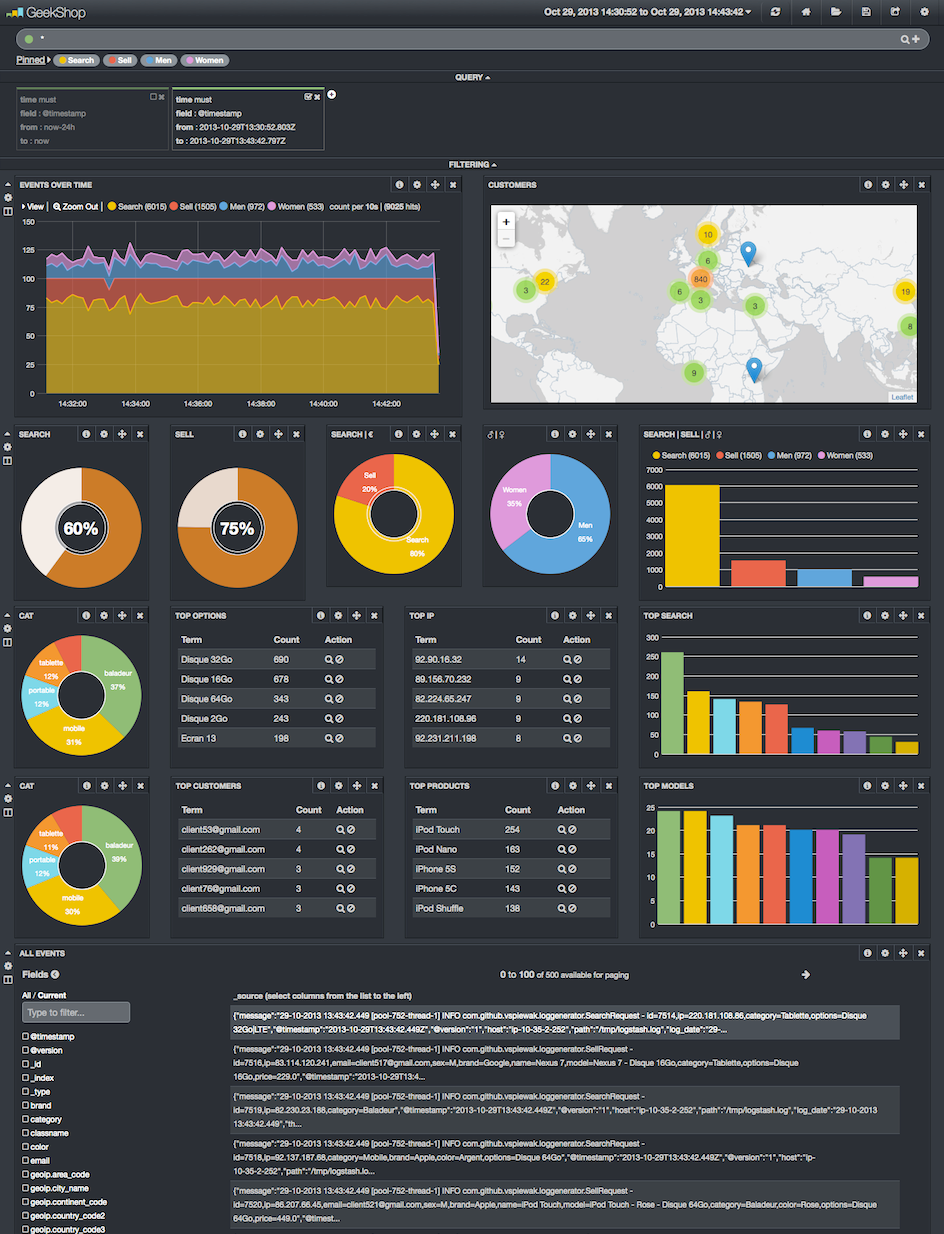 GeekShop
Oct 29, 2013 14:30:52 to Oct 29, 2013 14:43:42
*
Pinned Search Sell Men Women
QUERY
time must
field : @timestamp
from : now-24h
to : now
time must
field : @timestamp
from : 2013-10-29T13:30:52.803Z
to : 2013-10-29T13:43:42.797Z
FILTERING
EVENTS OVER TIME
View | Zoom Out | Search (6015) Sell (1505) Men (972) Women (533) count per 10s | (9025 hits)
150
125
100
75
50
25
0
14:32:00 14:34:00 14:36:00 14:38:00 14:40:00 14:42:00
CUSTOMERS
+
−
10
6
22
3
840
6
3
3
19
8
9
Leaflet
SEARCH
60%
SELL
75%
SEARCH | €
Sell
20%
Search
80%
♂ | ♀
Women
35%
Men
65%
SEARCH | SELL | ♂ | ♀
Search (6015) Sell (1505) Men (972) Women (533)
7000
6000
5000
4000
3000
2000
1000
0
CAT
tablette
12%
portable
12%
mobile
31%
baladeur
37%
TOP OPTIONS
Term Count Action
Disque 32Go 690
Disque 16Go 678
Disque 64Go 343
Disque 2Go 243
Ecran 13 198
TOP IP
Term Count Action
92.90.16.32 14
89.156.70.232 9
82.224.65.247 9
220.181.108.96 9
92.231.211.198 8
TOP SEARCH
300
250
200
150
100
50
0
CAT
tablette
11%
portable
12%
mobile
30%
baladeur
39%
TOP CUSTOMERS
Term Count Action
client53@gmail.com 4
client262@gmail.com 4
client929@gmail.com 3
client76@gmail.com 3
client658@gmail.com 3
TOP PRODUCTS
Term Count Action
iPod Touch 254
iPod Nano 163
iPhone 5S 152
iPhone 5C 143
iPod Shuffle 138
TOP MODELS
25
20
15
10
5
0
ALL EVENTS
Fields
0 to 100 of 500 available for paging
All / Current
Type to filter...
@timestamp
@version
_id
_index
_type
brand
category
classname
color
email
geoip.area_code
geoip.city_name
geoip.continent_code
geoip.country_code2
geoip.country_code3
_source (select columns from the list to the left)
{"message":"29-10-2013 13:43:42.449 [pool-752-thread-1] INFO com.github.vspiewak.loggenerator.SearchRequest - id=7514,ip=220.181.108.86,category=Tablette,options=Disque
32Go|LTE","@timestamp":"2013-10-29T13:43:42.449Z","@version":"1","host":"ip-10-35-2-252","path":"/tmp/logstash.log","log_date":"29-...
{"message":"29-10-2013 13:43:42.449 [pool-752-thread-1] INFO com.github.vspiewak.loggenerator.SellRequest -
id=7516,ip=83.114.120.241,email=client517@gmail.com,sex=M,brand=Google,name=Nexus 7,model=Nexus 7 - Disque 16Go,category=Tablette,options=Disque
16Go,price=229.0","@timestamp":"2013-10-29T13:4...
{"message":"29-10-2013 13:43:42.449 [pool-752-thread-1] INFO com.github.vspiewak.loggenerator.SearchRequest -
id=7519,ip=82.230.23.188,category=Baladeur","@timestamp":"2013-10-29T13:43:42.449Z","@version":"1","host":"ip-10-35-2-252","path":"/tmp/logstash.log","log_date":"29-10-2013
13:43:42.449","th...
{"message":"29-10-2013 13:43:42.449 [pool-752-thread-1] INFO com.github.vspiewak.loggenerator.SearchRequest -
id=7518,ip=92.137.187.68,category=Mobile,brand=Apple,color=Argent,options=Disque 64Go","@timestamp":"2013-10-29T13:43:42.449Z","@version":"1","host":"ip-
10-35-2-252","path":"/tmp/logstash.lo...
{"message":"29-10-2013 13:43:42.449 [pool-752-thread-1] INFO com.github.vspiewak.loggenerator.SellRequest -
id=7520,ip=86.207.66.45,email=client521@gmail.com,sex=M,brand=Apple,name=iPod Touch,model=iPod Touch - Rose - Disque 64Go,category=Baladeur,color=Rose,options=Disque
64Go,price=449.0","@timest...